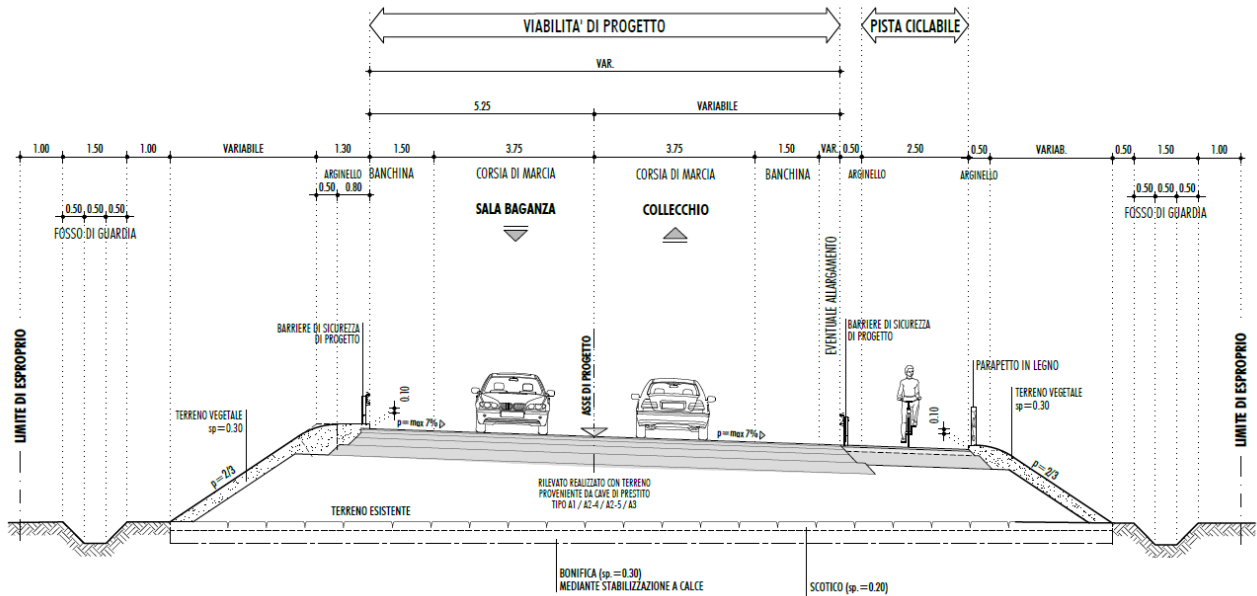 VIABILITA' DI PROGETTO
PISTA CICLABILE
VAR.
5.25
VARIABILE
1.00
1.50
1.00
VARIABILE
1.30
1.50
3.75
3.75
1.50
VAR.
0.50
2.50
0.50
VARIAB.
0.50
1.50
1.00
ARGINELLO
BANCHINA
CORSIA DI MARCIA
CORSIA DI MARCIA
BANCHINA
ARGINELLO
ARGINELLO
0.50 0.80
0.50 0.50 0.50
FOSSO DI GUARDIA
SALA BAGANZA
COLLECCHIO
0.50 0.50 0.50
FOSSO DI GUARDIA
LIMITE DI ESPROPRIO
BARRIERE DI SICUREZZA
DI PROGETTO
ASSE DI PROGETTO
EVENTUALE ALLARGAMENTO
BARRIERE DI SICUREZZA
DI PROGETTO
PARAPETTO IN LEGNO
LIMITE DI ESPROPRIO
TERRENO VEGETALE
sp=0.30
0.10
0.10
TERRENO VEGETALE
sp=0.30
p=max 7%
p=max 7%
p=2/3
p=2/3
RILEVATO REALIZZATO CON TERRENO
PROVENIENTE DA CAVE DI PRESTITO
TIPO A1 / A2-4 / A2-5 / A3
TERRENO ESISTENTE
BONIFICA (sp.=0.30)
MEDIANTE STABILIZZAZIONE A CALCE
SCOTICO (sp.=0.20)